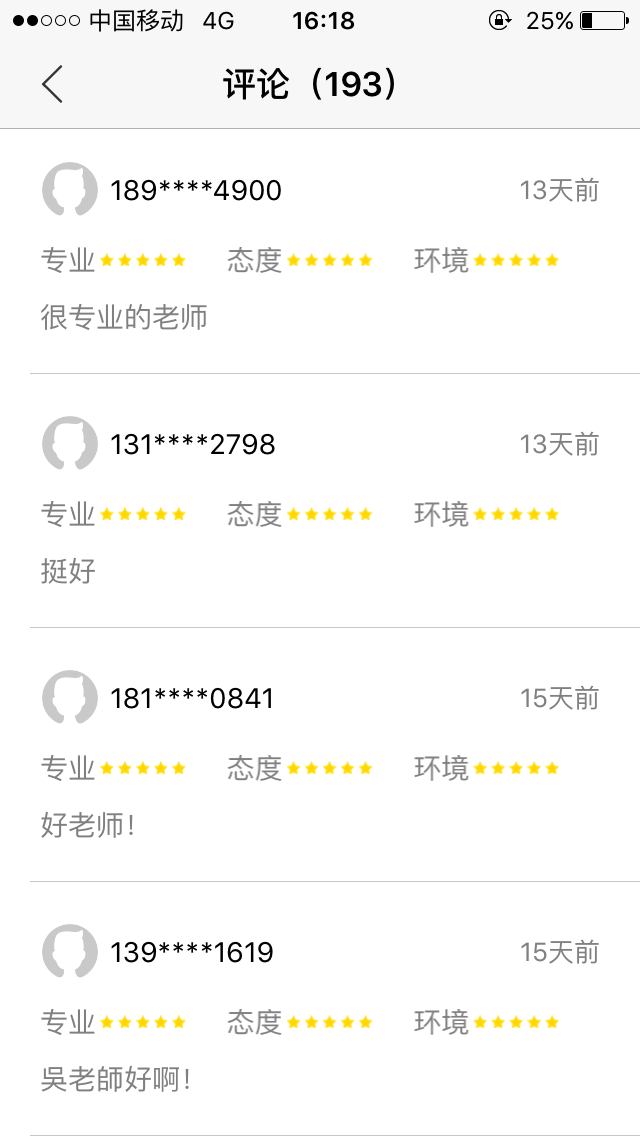 中国移动 4G 16:18 25%
评论（193）
189****4900 13天前
专业 态度 环境
很专业的老师
131****2798 13天前
专业 态度 环境
挺好
181****0841 15天前
专业 态度 环境
好老师！
139****1619 15天前
专业 态度 环境
吳老師好啊！